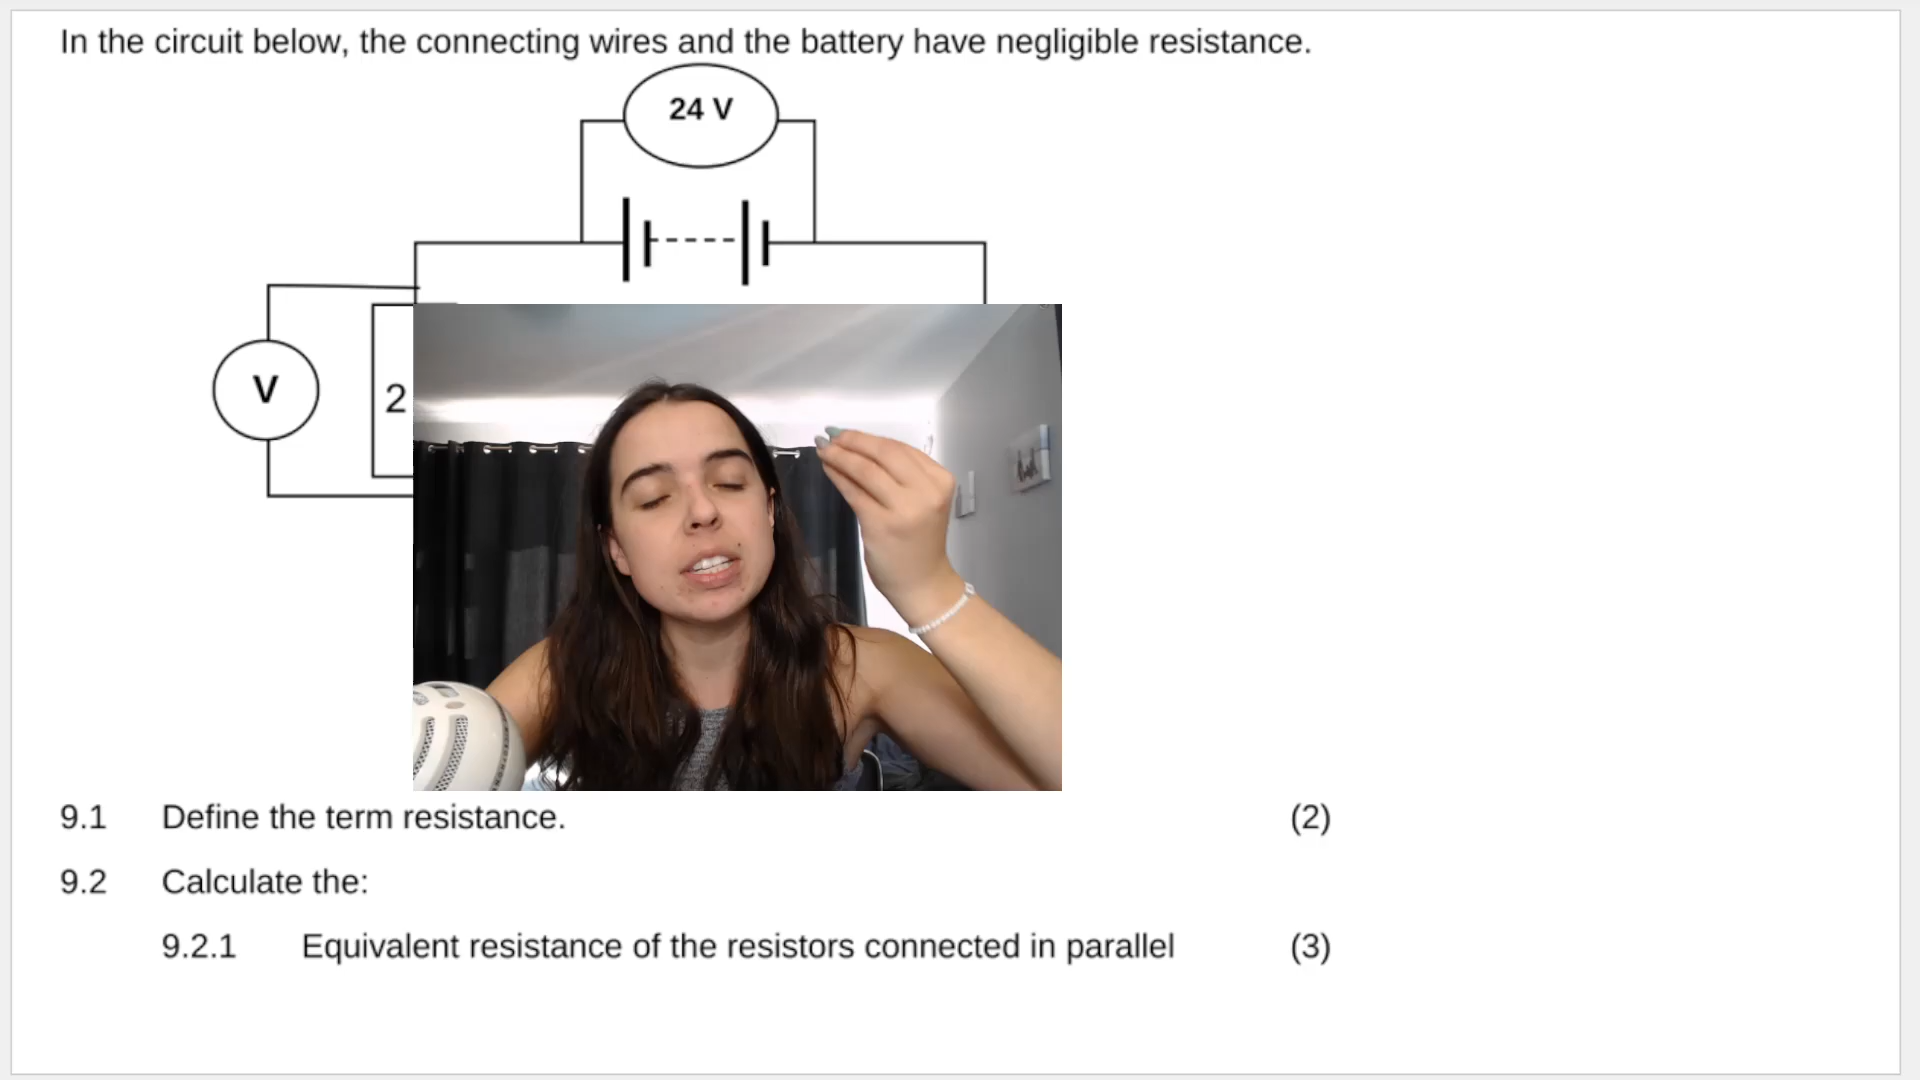 In the circuit below, the connecting wires and the battery have negligible resistance.
24 V
V
2
9.1 Define the term resistance. (2)
9.2 Calculate the:
9.2.1 Equivalent resistance of the resistors connected in parallel (3)